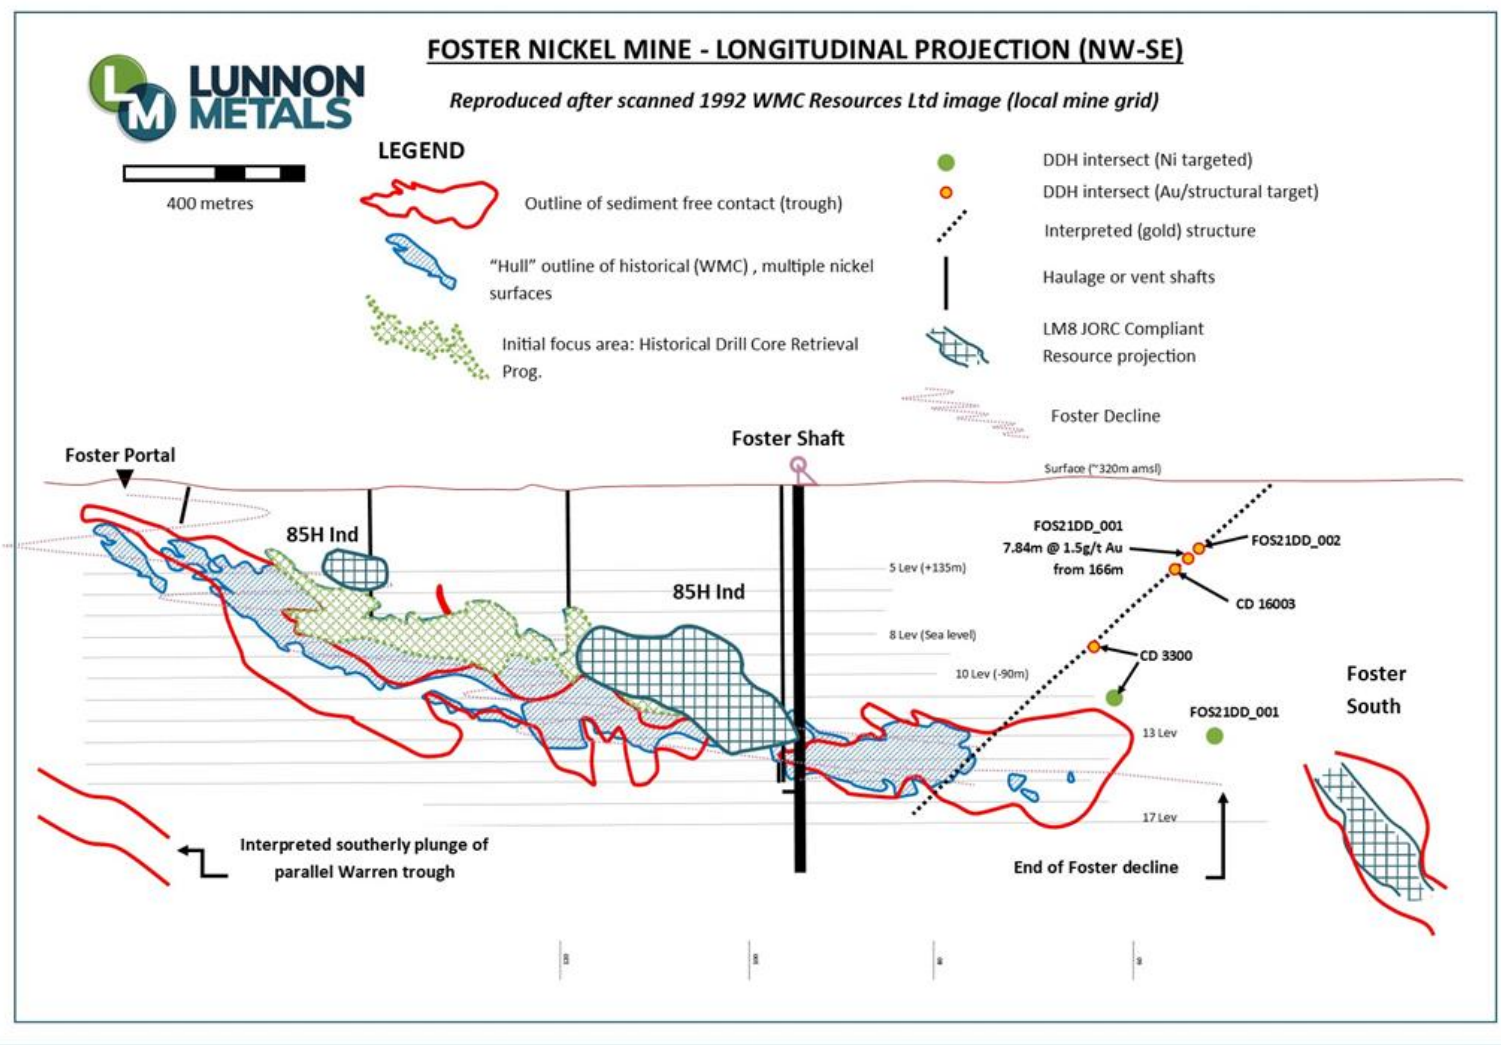 FOSTER NICKEL MINE - LONGITUDINAL PROJECTION (NW-SE)
Reproduced after scanned 1992 WMC Resources Ltd image (local mine grid)
LM
LUNNON
METALS
400 metres
LEGEND
Outline of sediment free contact (trough)
“Hull” outline of historical (WMC) , multiple nickel
surfaces
Initial focus area: Historical Drill Core Retrieval
Prog.
DDH intersect (Ni targeted)
DDH intersect (Au/structural target)
Interpreted (gold) structure
Haulage or vent shafts
LM8 JORC Compliant
Resource projection
Foster Decline
Foster Portal
Foster Shaft
Surface (~320m amsl)
85H Ind
85H Ind
5 Lev (+135m)
8 Lev (Sea level)
10 Lev (-90m)
13 Lev
17 Lev
FOS21DD_001
7.84m @ 1.5g/t Au
from 166m
FOS21DD_002
CD 16003
CD 3300
FOS21DD_001
Foster
South
Interpreted southerly plunge of
parallel Warren trough
End of Foster decline
120
100
80
60